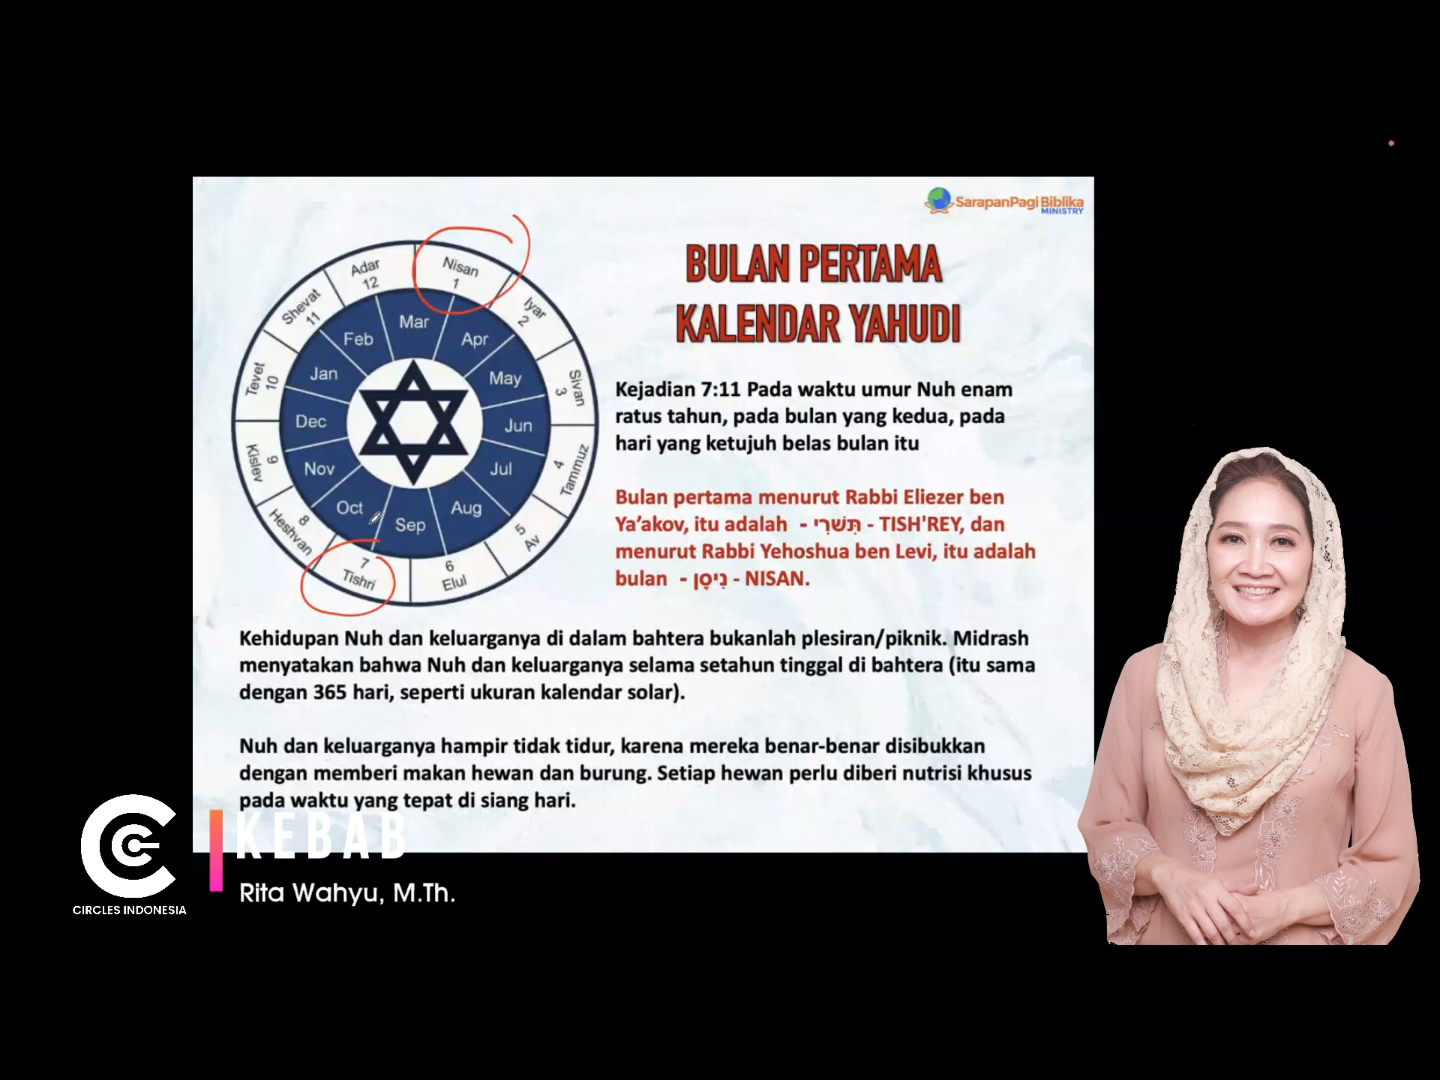 SarapanPagi Biblika
MINISTRY
BULAN PERTAMA
KALENDAR YAHUDI
Nisan
1
Iyar
2
Sivan
3
Tammuz
4
Av
5
Elul
6
Tishri
7
Heshvan
8
Kislev
9
Tevet
10
Shevat
11
Adar
12
Mar
Apr
May
Jun
Jul
Aug
Sep
Oct
Nov
Dec
Jan
Feb
Kejadian 7:11 Pada waktu umur Nuh enam
ratus tahun, pada bulan yang kedua, pada
hari yang ketujuh belas bulan itu
Bulan pertama menurut Rabbi Eliezer ben
Ya’akov, itu adalah - תִּשְׁרִי - TISH'REY, dan
menurut Rabbi Yehoshua ben Levi, itu adalah
bulan - נִיסָן - NISAN.
Kehidupan Nuh dan keluarganya di dalam bahtera bukanlah plesiran/piknik. Midrash
menyatakan bahwa Nuh dan keluarganya selama setahun tinggal di bahtera (itu sama
dengan 365 hari, seperti ukuran kalendar solar).
Nuh dan keluarganya hampir tidak tidur, karena mereka benar-benar disibukkan
dengan memberi makan hewan dan burung. Setiap hewan perlu diberi nutrisi khusus
pada waktu yang tepat di siang hari.
KEBAB
Rita Wahyu, M.Th.
CIRCLES INDONESIA